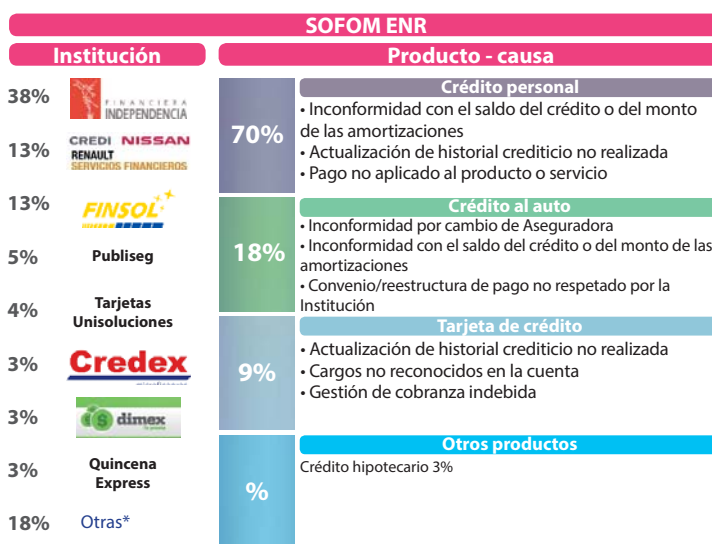 SOFOM ENR
Institución
Producto - causa
38%
FINANCIERA
INDEPENDENCIA
13%
CREDI NISSAN
RENAULT
SERVICIOS FINANCIEROS
13%
FINSOL
5%
Publiseg
4%
Tarjetas
Unisoluciones
3%
Credex
3%
dimex
3%
Quincena
Express
18%
Otras*
70%
Crédito personal
• Inconformidad con el saldo del crédito o del monto
de las amortizaciones
• Actualización de historial crediticio no realizada
• Pago no aplicado al producto o servicio
18%
Crédito al auto
• Inconformidad por cambio de Aseguradora
• Inconformidad con el saldo del crédito o del monto de las
amortizaciones
• Convenio/reestructura de pago no respetado por la
Institución
9%
Tarjeta de crédito
• Actualización de historial crediticio no realizada
• Cargos no reconocidos en la cuenta
• Gestión de cobranza indebida
%
Otros productos
Crédito hipotecario 3%